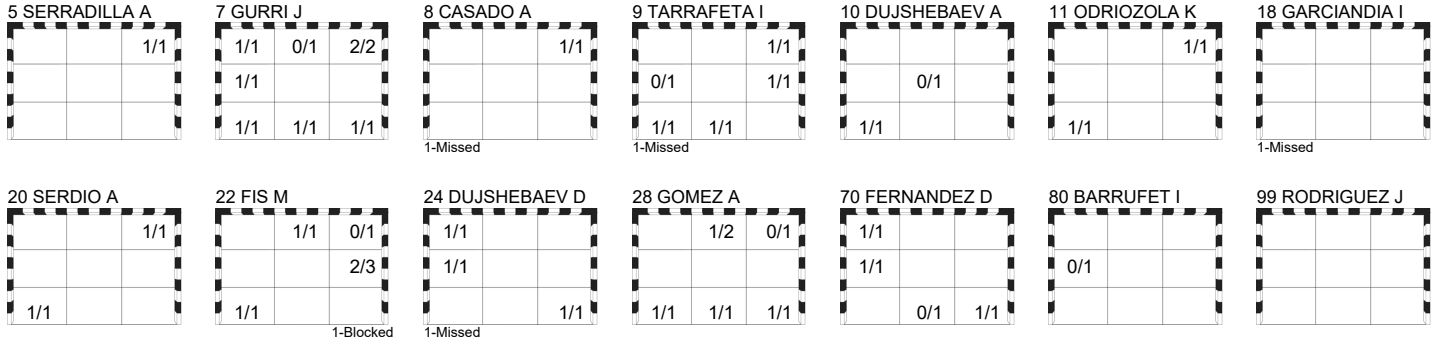 5 SERRADILLA A 7 GURRI J 8 CASADO A 9 TARRAFETA I 10 DUJSHEBAEV A 11 ODRIOZOLA K 18 GARCIANDIA I
1/1 1/1 0/1 2/2 1/1 1/1 1/1
1/1 0/1 1/1 0/1
1/1 1/1 1/1 1/1 1/1 1/1 1/1
1-Missed 1-Missed 1-Missed
20 SERDIO A 22 FIS M 24 DUJSHEBAEV D 28 GOMEZ A 70 FERNANDEZ D 80 BARRUFET I 99 RODRIGUEZ J
1/1 1/1 0/1 1/1 1/2 0/1 1/1
2/3 1/1 1/1 0/1
1/1 1/1 1/1 1/1 1/1 1/1 0/1 1/1
1-Blocked 1-Missed